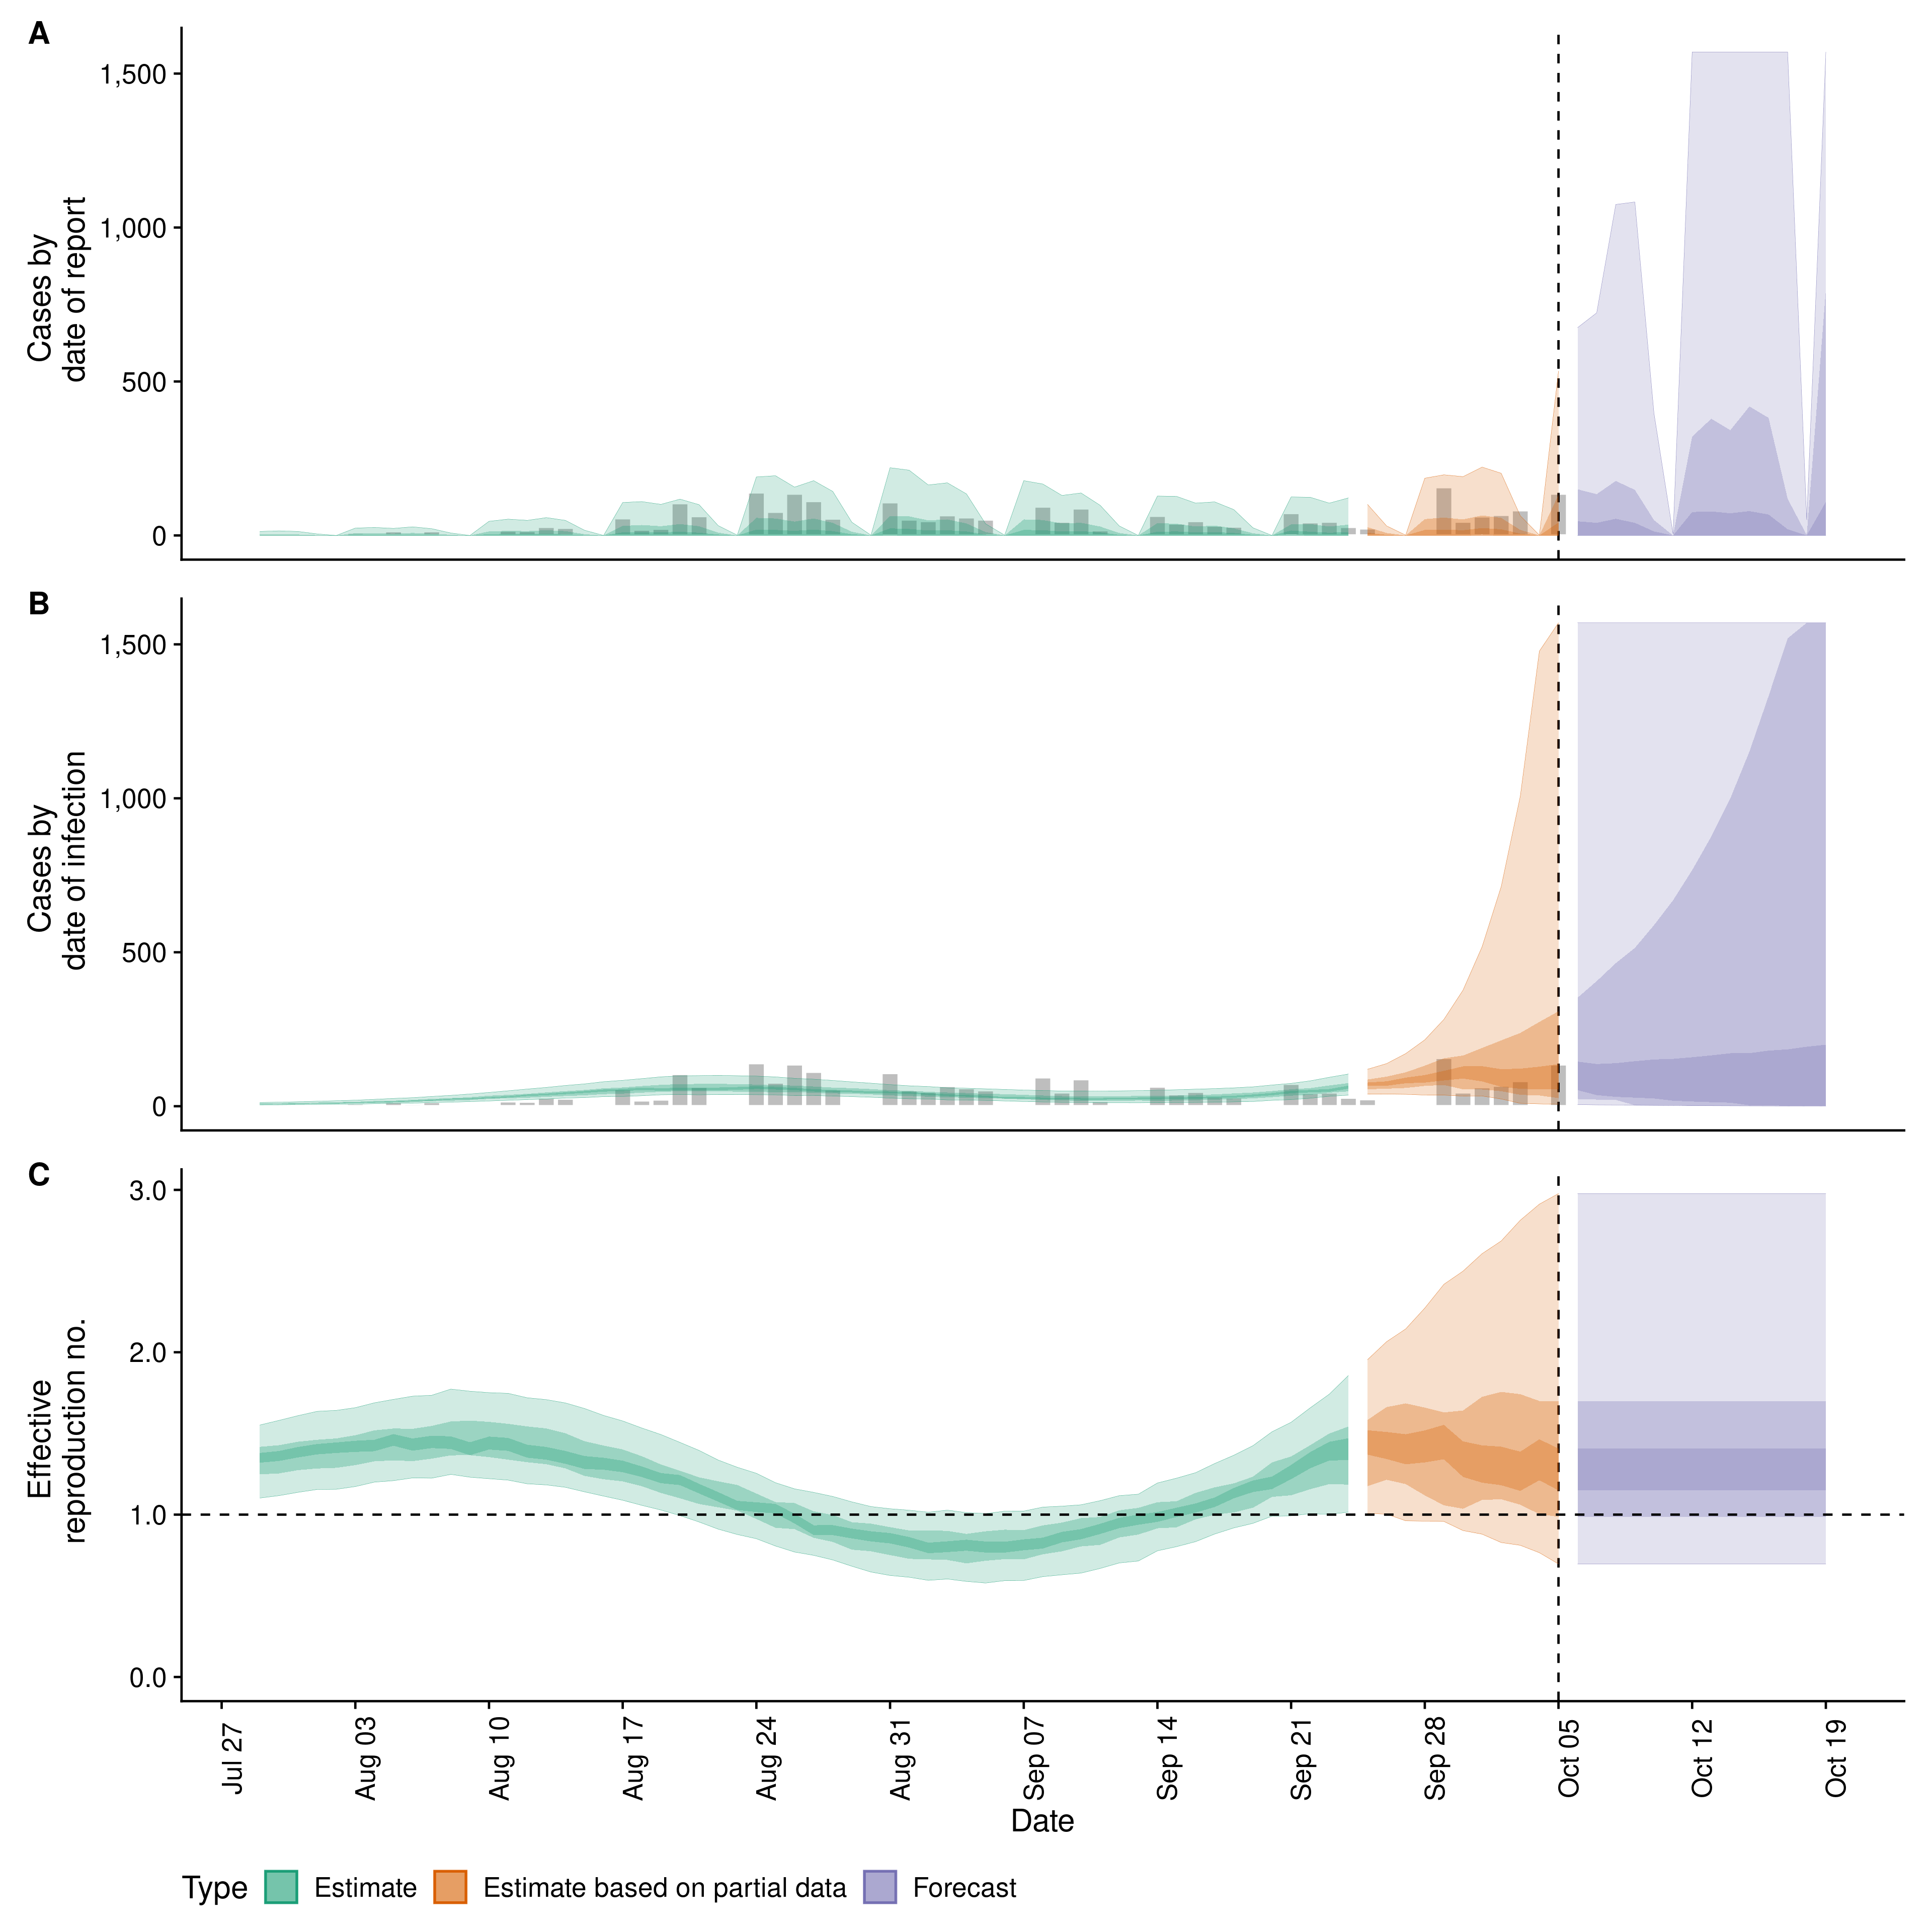 A
1,500
1,000
500
0
Cases by
date of report
B
1,500
1,000
500
0
Cases by
date of infection
C
3.0
2.0
1.0
0.0
Effective
reproduction no.
Jul 27
Aug 03
Aug 10
Aug 17
Aug 24
Aug 31
Sep 07
Sep 14
Sep 21
Sep 28
Oct 05
Oct 12
Oct 19
Date
Type Estimate Estimate based on partial data Forecast